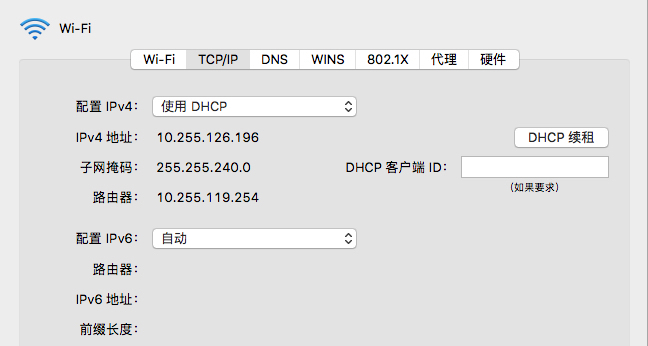 Wi-Fi
Wi-Fi TCP/IP DNS WINS 802.1X 代理 硬件
配置 IPv4： 使用 DHCP
IPv4 地址： 10.255.126.196 DHCP 续租
子网掩码： 255.255.240.0 DHCP 客户端 ID：
（如果要求）
路由器： 10.255.119.254
配置 IPv6： 自动
路由器：
IPv6 地址：
前缀长度：